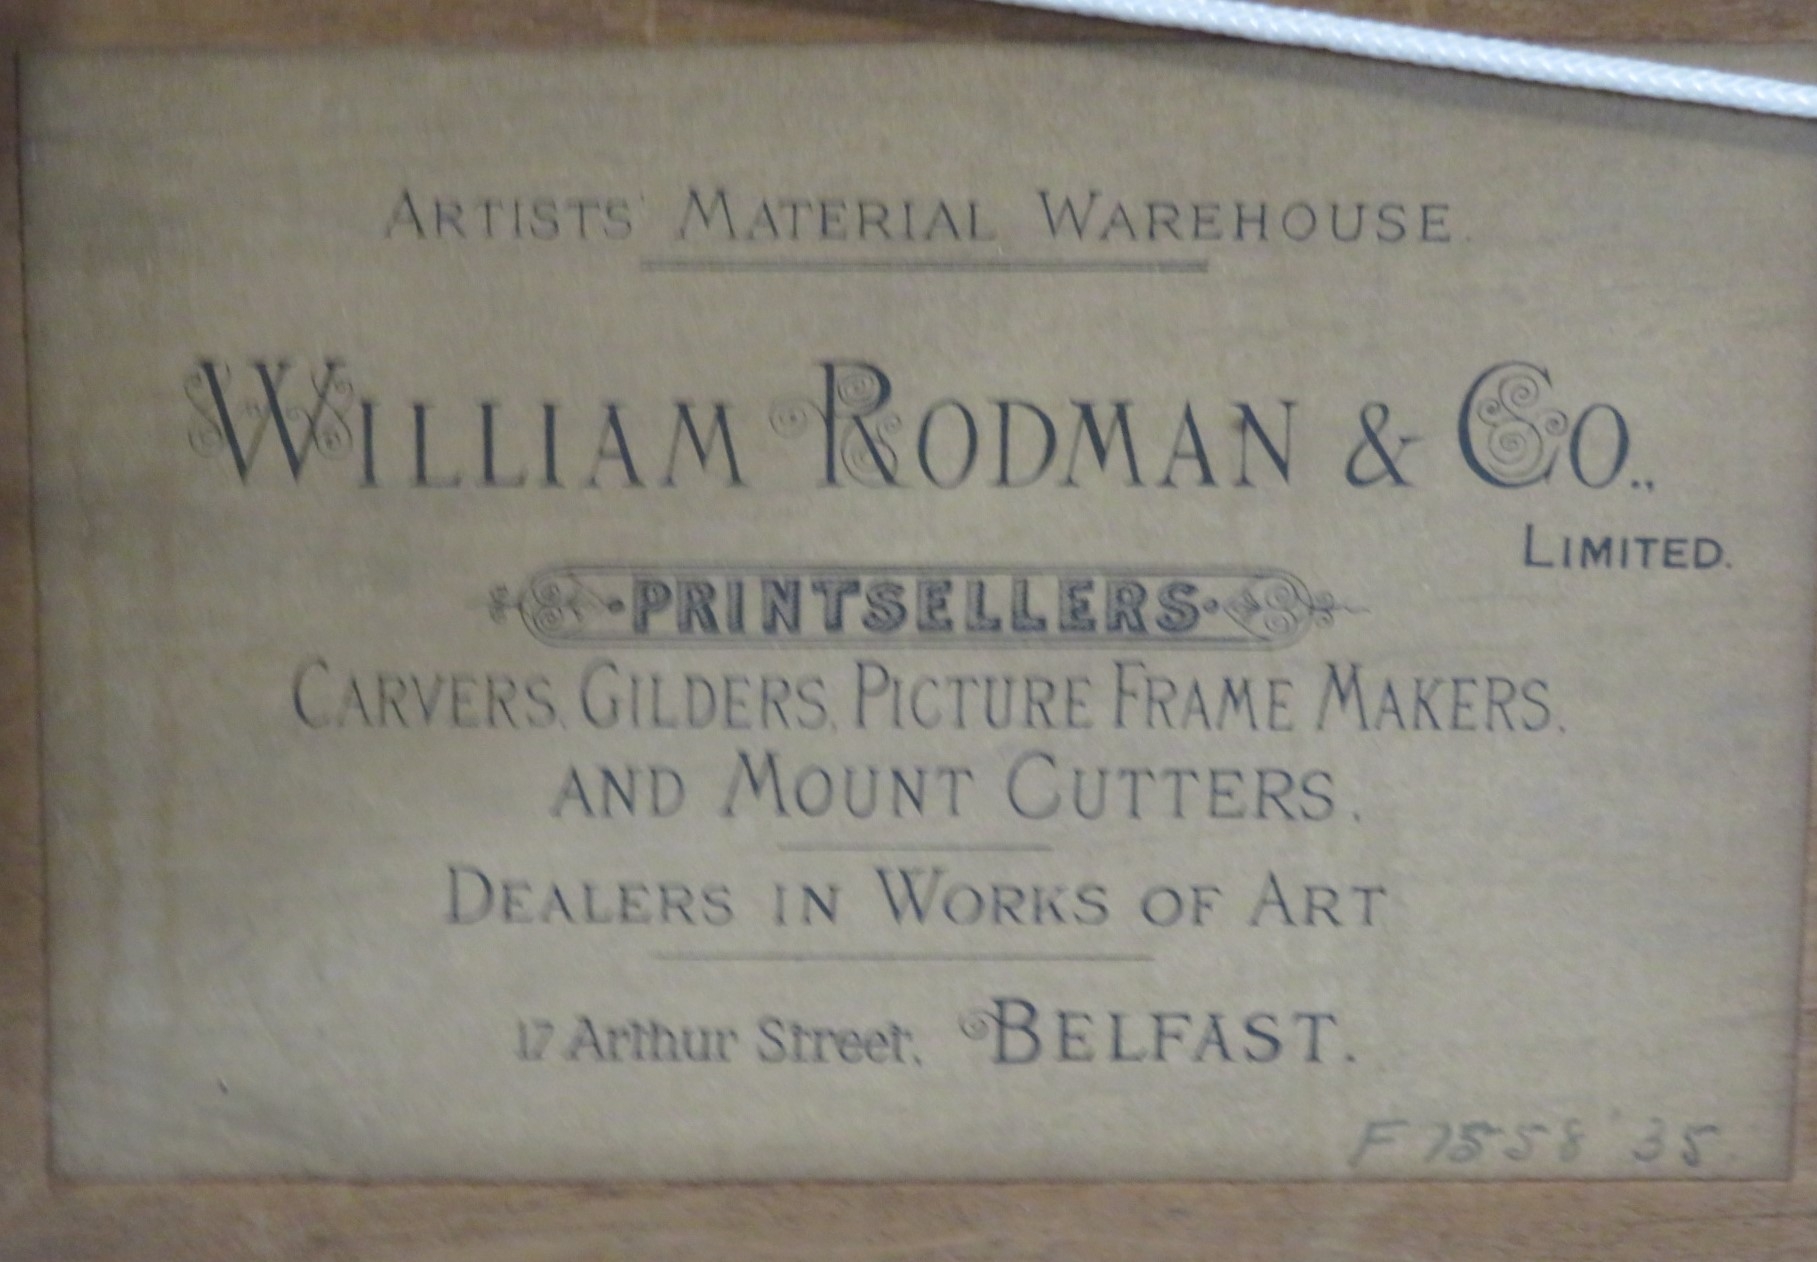 ARTISTS' MATERIAL WAREHOUSE.
WILLIAM RODMAN & CO.,
LIMITED.
·PRINTSELLERS·
CARVERS, GILDERS, PICTURE FRAME MAKERS,
AND MOUNT CUTTERS.
DEALERS IN WORKS OF ART
17 Arthur Street, BELFAST.
F 7558 '35